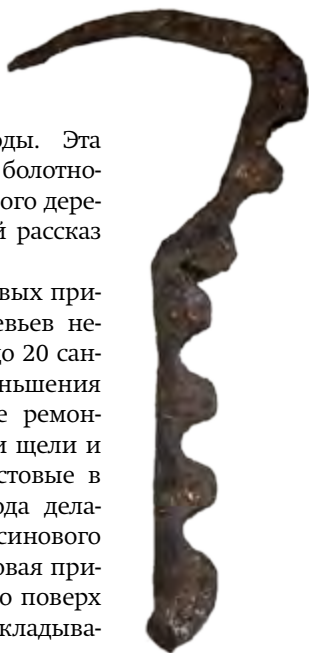 ды. Эта
болотно-
ого дере-
й рассказ
вых при-
евьев не-
до 20 сан-
ньшения
е ремон-
и щели и
стовые в
ода дела-
синового
овая при-
о поверх
кладыва-